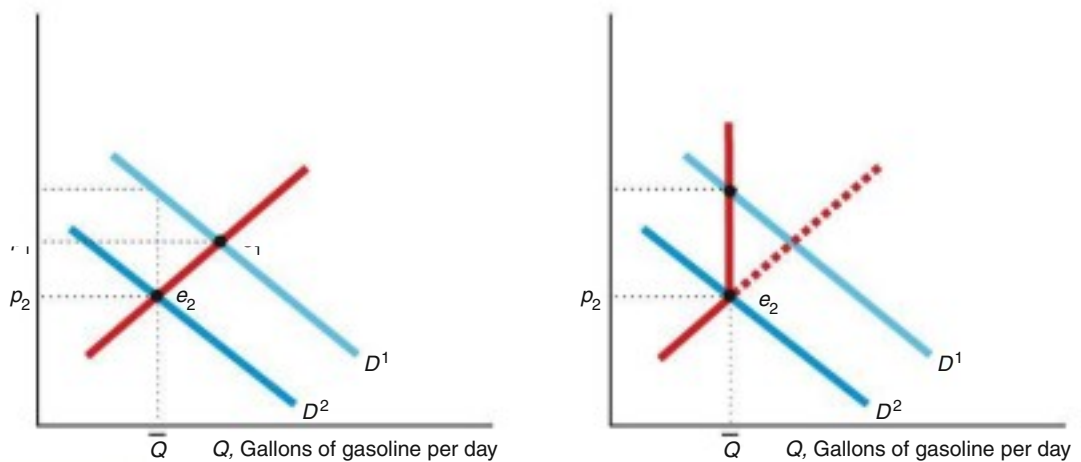 p₂
e₂
D¹
D²
Q̅
Q, Gallons of gasoline per day
p₂
e₂
D¹
D²
Q̅
Q, Gallons of gasoline per day